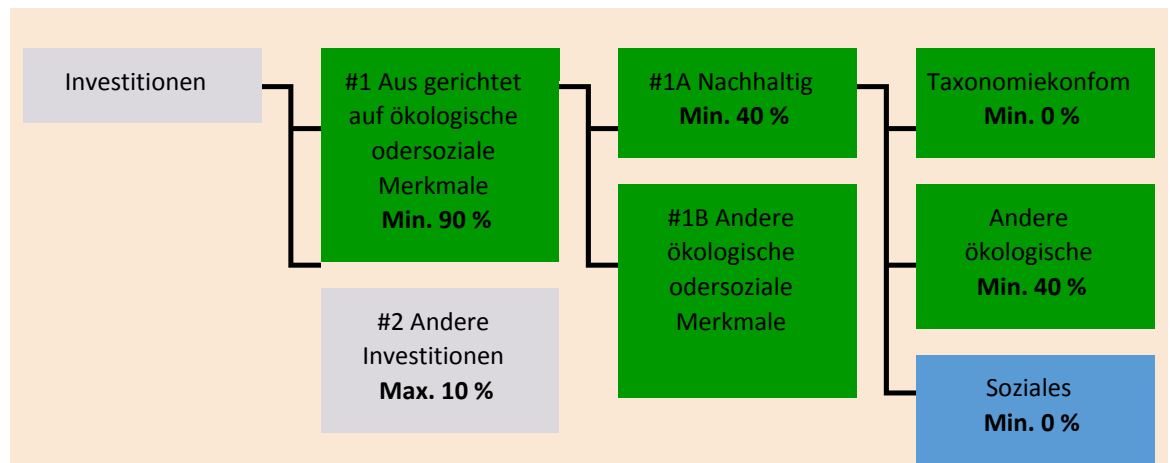 Investitionen
#1 Aus gerichtet
auf ökologische
odersoziale
Merkmale
Min. 90 %
#2 Andere
Investitionen
Max. 10 %
#1A Nachhaltig
Min. 40 %
#1B Andere
ökologische
odersoziale
Merkmale
Taxonomiekonfom
Min. 0 %
Andere
ökologische
Min. 40 %
Soziales
Min. 0 %